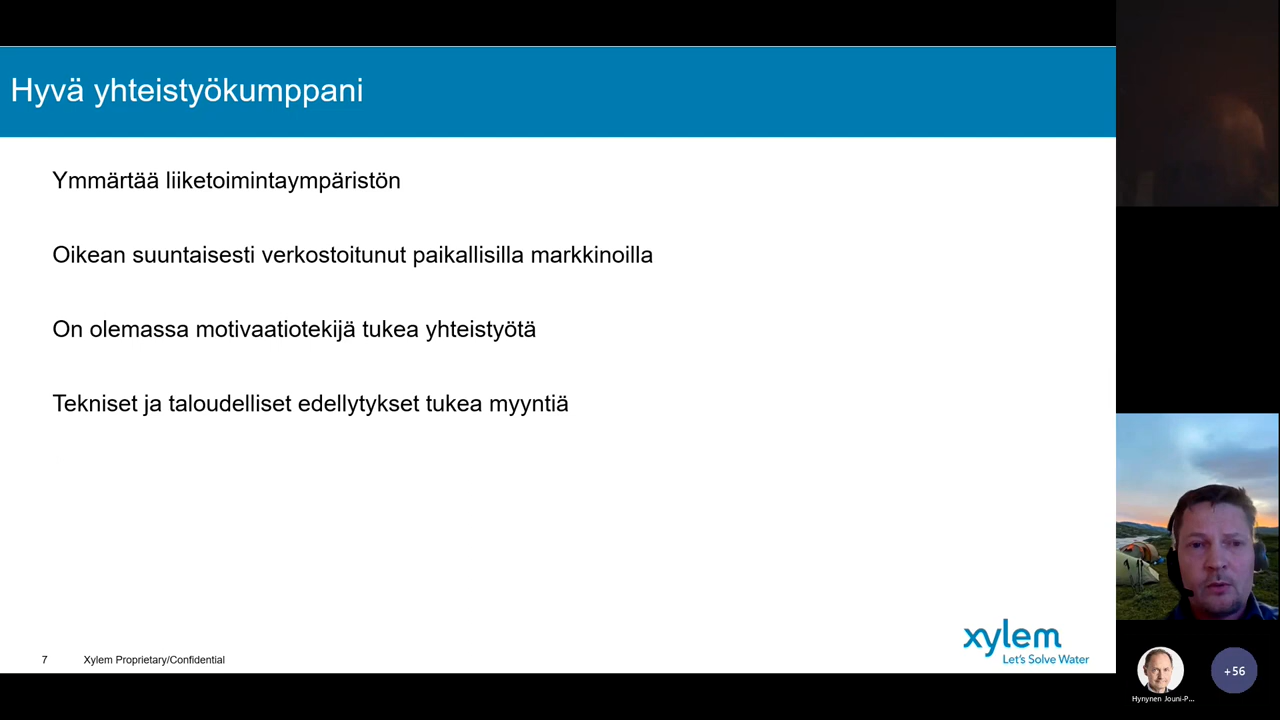 Hyvä yhteistyökumppani
Ymmärtää liiketoimintaympäristön
Oikean suuntaisesti verkostoitunut paikallisilla markkinoilla
On olemassa motivaatiotekijä tukea yhteistyötä
Tekniset ja taloudelliset edellytykset tukea myyntiä
7 Xylem Proprietary/Confidential
xylem
Let's Solve Water
Hynynen Jouni-P...
+56